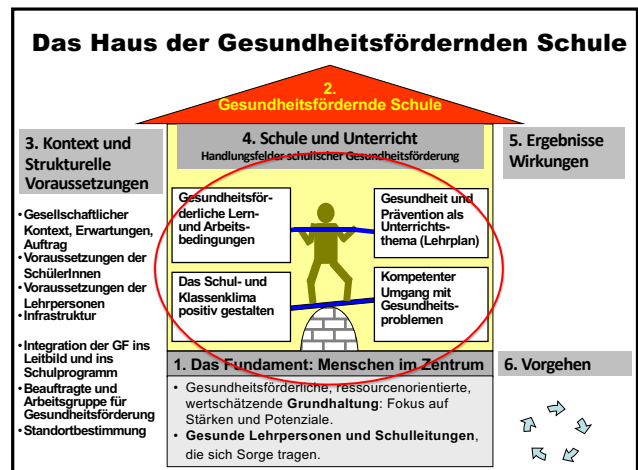 Das Haus der Gesundheitsfördernden Schule
2.
Gesundheitsfördernde Schule
3. Kontext und
Strukturelle
Voraussetzungen
•Gesellschaftlicher
Kontext, Erwartungen,
Auftrag
•Voraussetzungen der
SchülerInnen
•Voraussetzungen der
Lehrpersonen
•Infrastruktur
•Integration der GF ins
Leitbild und ins
Schulprogramm
•Beauftragte und
Arbeitsgruppe für
Gesundheitsförderung
•Standortbestimmung
4. Schule und Unterricht
Handlungsfelder schulischer Gesundheitsförderung
Gesundheitsför-
derliche Lern-
und Arbeits-
bedingungen
Gesundheit und
Prävention als
Unterrichts-
thema (Lehrplan)
Das Schul- und
Klassenklima
positiv gestalten
Kompetenter
Umgang mit
Gesundheits-
problemen
1. Das Fundament: Menschen im Zentrum
• Gesundheitsförderliche, ressourcenorientierte,
wertschätzende Grundhaltung: Fokus auf
Stärken und Potenziale.
• Gesunde Lehrpersonen und Schulleitungen,
die sich Sorge tragen.
5. Ergebnisse
Wirkungen
6. Vorgehen